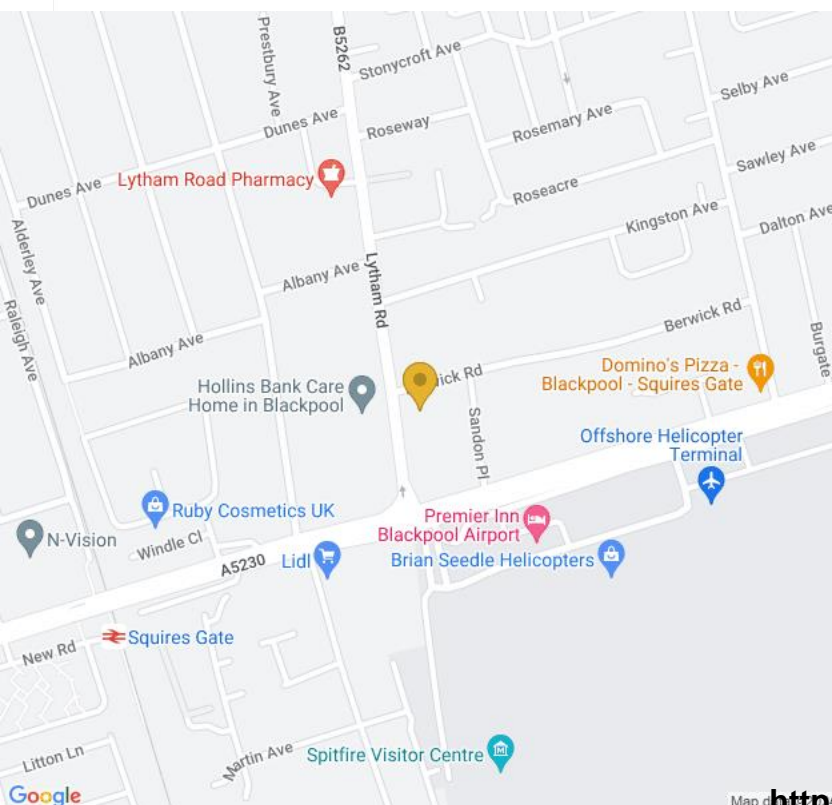 Prestbury Ave
B5262
Stonycroft Ave
Selby Ave
Dunes Ave
Roseway
Rosemary Ave
Sawley Ave
Lytham Road Pharmacy
Dunes Ave
Roseacre
Kingston Ave
Dalton Ave
Alderley Ave
Albany Ave
Lytham Rd
Raleigh Ave
Berwick Rd
Burgate
Albany Ave
Hollins Bank Care
Home in Blackpool
ick Rd
Domino's Pizza -
Blackpool - Squires Gate
Sandon Pl
Offshore Helicopter
Terminal
Ruby Cosmetics UK
Premier Inn
Blackpool Airport
N-Vision
Windle Cl
A5230
Lidl
Brian Seedle Helicopters
Squires Gate
New Rd
Litton Ln
Martin Ave
Spitfire Visitor Centre
Google
Map d
http